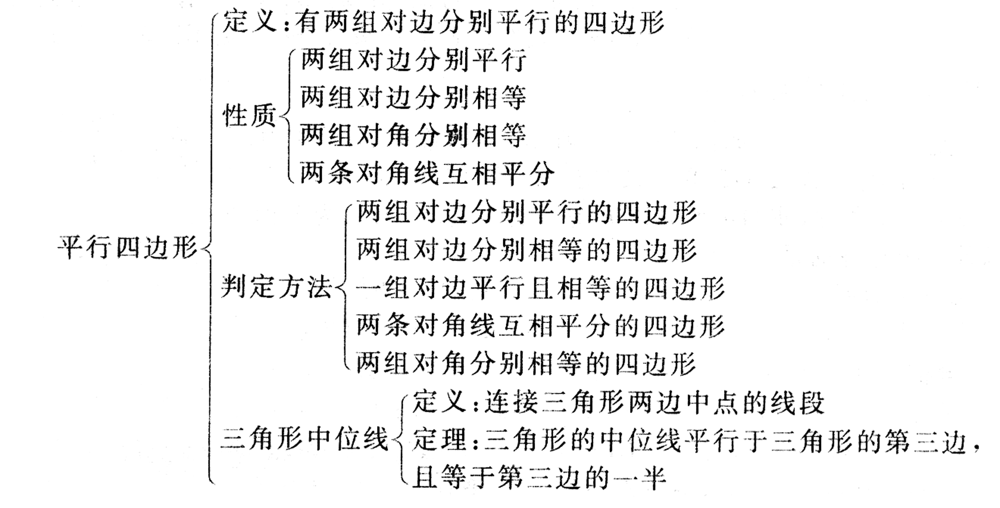 定义:有两组对边分别平行的四边形
两组对边分别平行
两组对边分别相等
性质
两组对角分别相等
两条对角线互相平分
两组对边分别平行的四边形
平行四边形
两组对边分别相等的四边形
判定方法
一组对边平行且相等的四边形
两条对角线互相平分的四边形
两组对角分别相等的四边形
定义:连接三角形两边中点的线段
三角形中位线
定理:三角形的中位线平行于三角形的第三边,
且等于第三边的一半